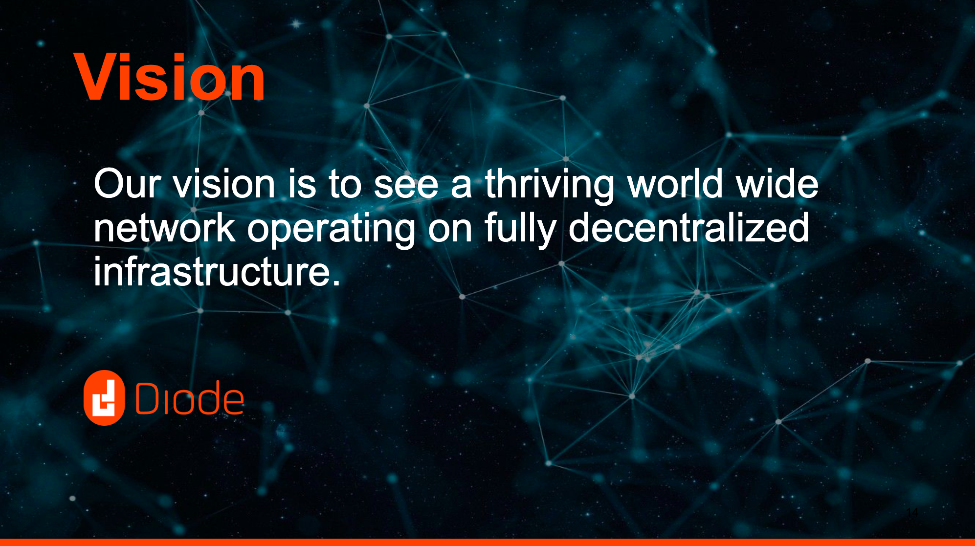 Vision
Our vision is to see a thriving world wide
network operating on fully decentralized
infrastructure.
Diode